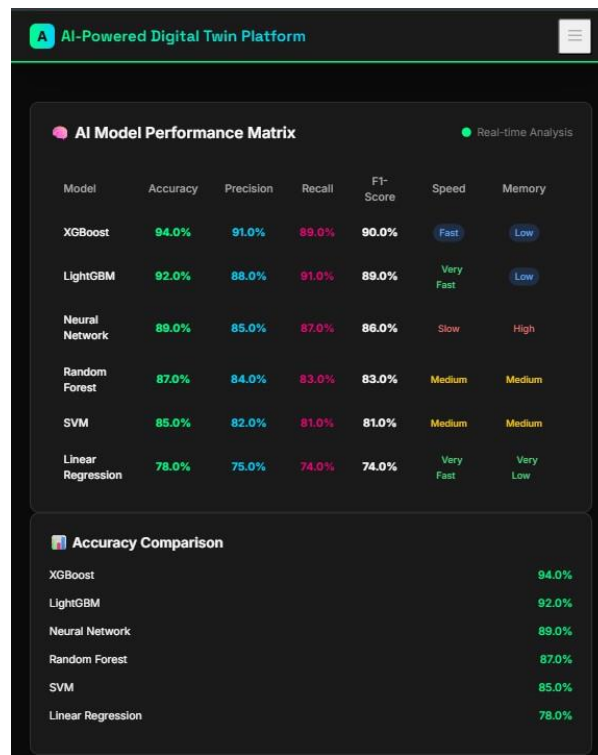 A AI-Powered Digital Twin Platform
AI Model Performance Matrix
Real-time Analysis
Model Accuracy Precision Recall F1-Score Speed Memory
XGBoost 94.0% 91.0% 89.0% 90.0% Fast Low
LightGBM 92.0% 88.0% 91.0% 89.0% Very Fast Low
Neural Network 89.0% 85.0% 87.0% 86.0% Slow High
Random Forest 87.0% 84.0% 83.0% 83.0% Medium Medium
SVM 85.0% 82.0% 81.0% 81.0% Medium Medium
Linear Regression 78.0% 75.0% 74.0% 74.0% Very Fast Very Low
Accuracy Comparison
XGBoost 94.0%
LightGBM 92.0%
Neural Network 89.0%
Random Forest 87.0%
SVM 85.0%
Linear Regression 78.0%